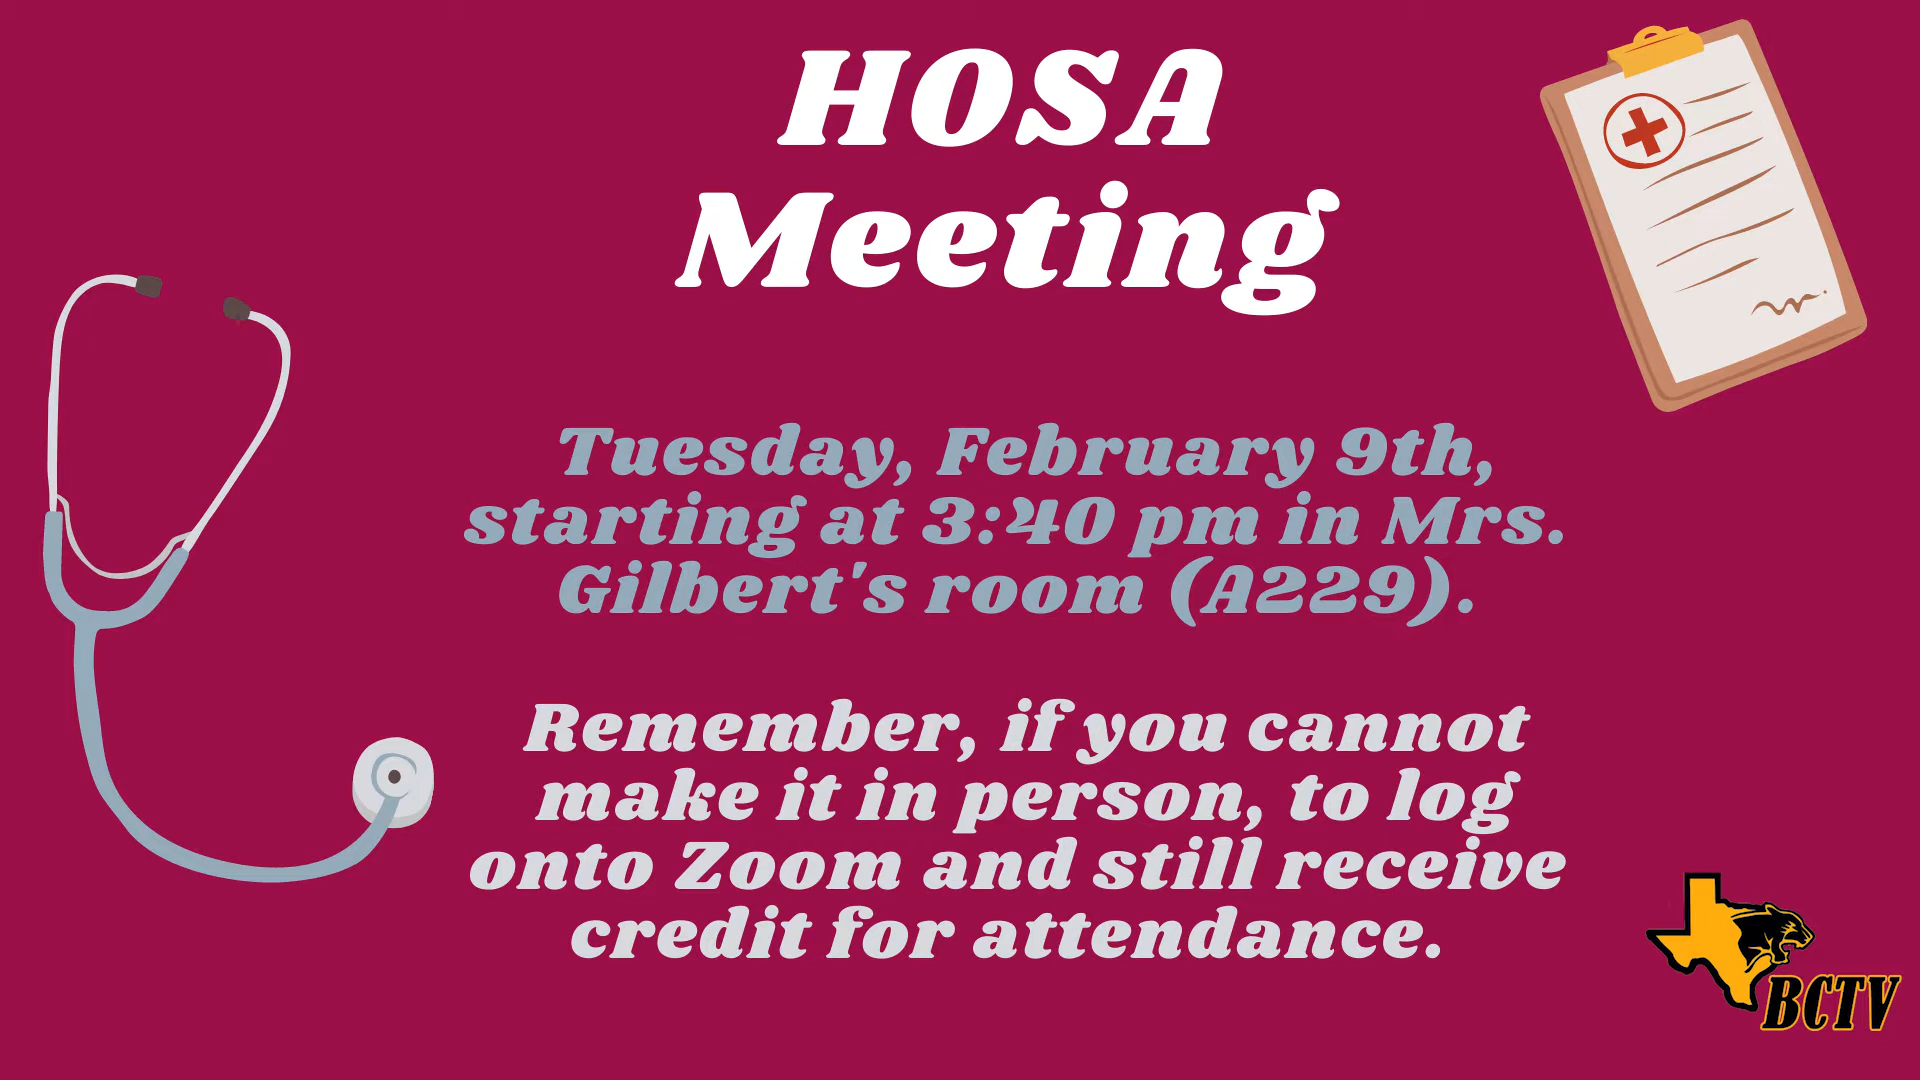 HOSA
Meeting
Tuesday, February 9th,
starting at 3:40 pm in Mrs.
Gilbert's room (A229).
Remember, if you cannot
make it in person, to log
onto Zoom and still receive
credit for attendance.
BCTV